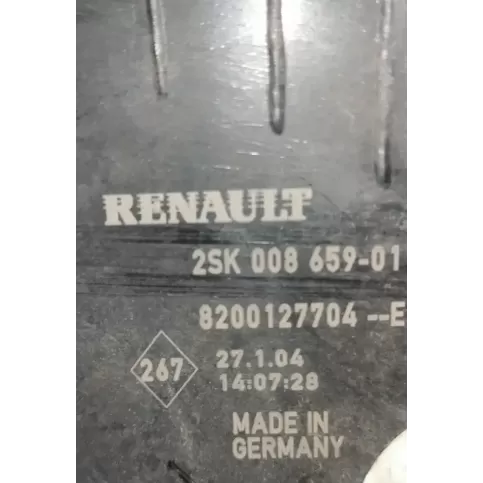 RENAULT
2SK 008 659-01
8200127704 --E
267
27.1.04
14:07:28
MADE IN
GERMANY